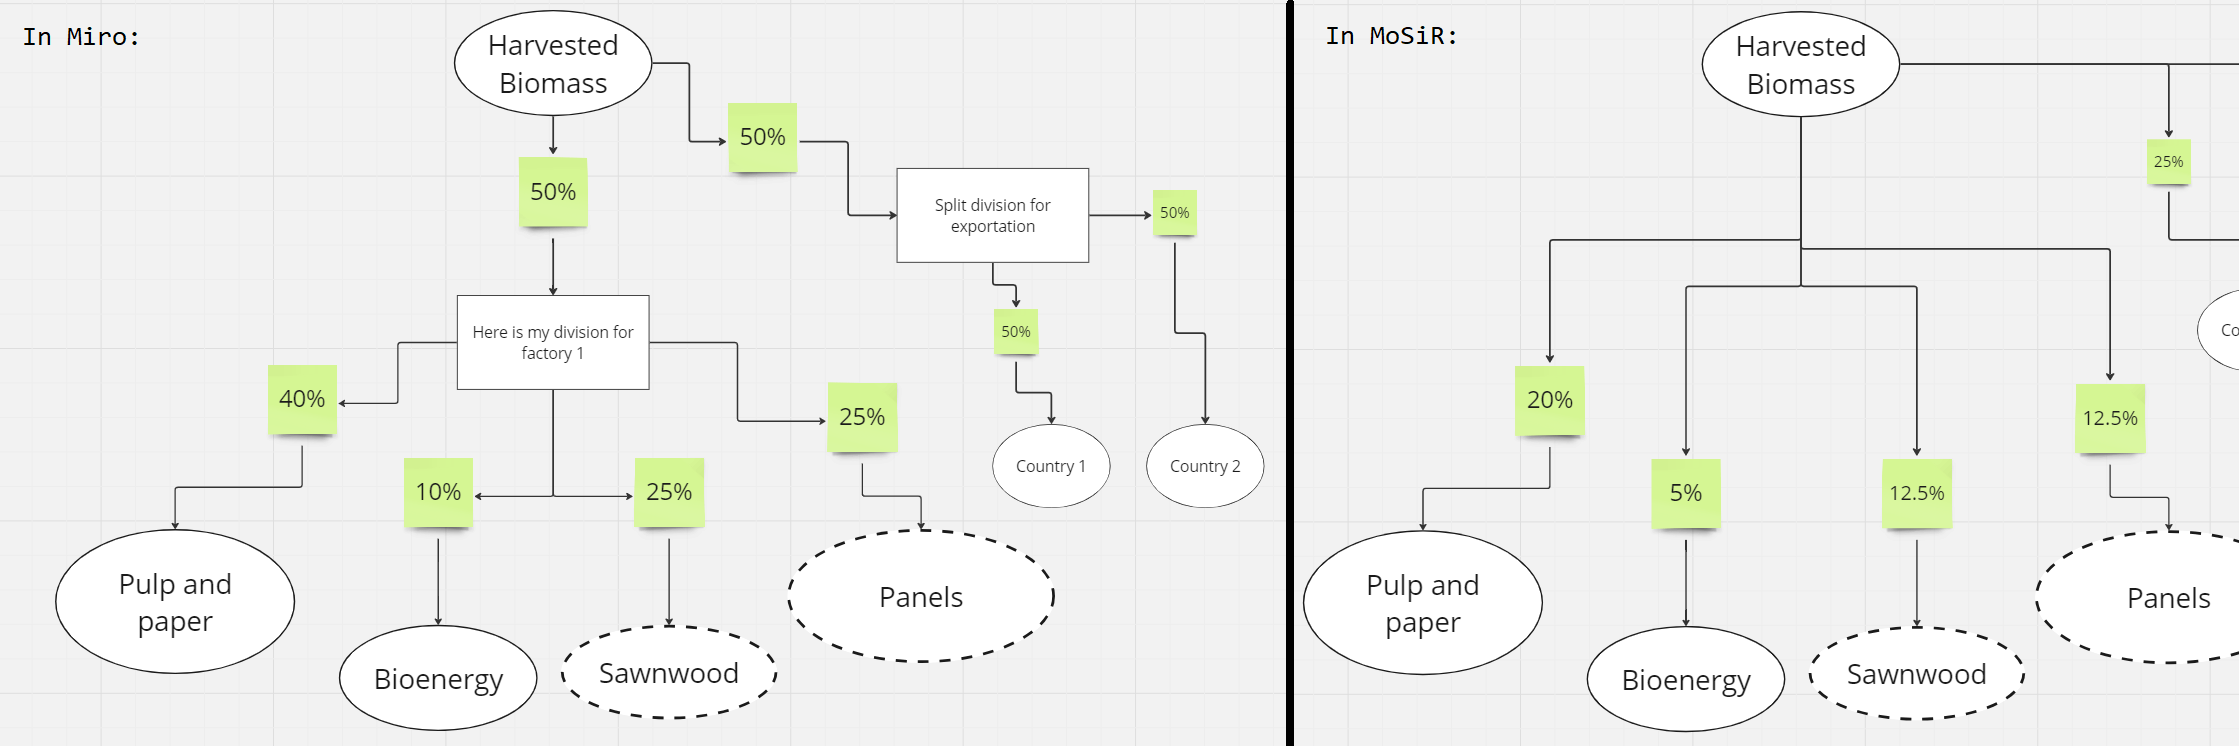 In Miro:
Harvested
Biomass
50%
50%
Split division for
exportation
50%
50%
Country 1
Country 2
Here is my division for
factory 1
40%
10%
25%
25%
Pulp and
paper
Bioenergy
Sawnwood
Panels
In MoSiR:
Harvested
Biomass
25%
Co
20%
5%
12.5%
12.5%
Pulp and
paper
Bioenergy
Sawnwood
Panels